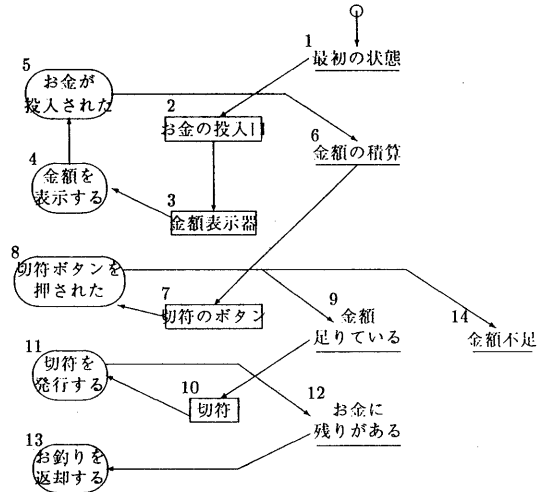 1
最初の状態
5
お金が
投入された
2
お金の投入口
6
金額の積算
4
金額を
表示する
3
金額表示器
8
切符ボタンを
押された
7
切符のボタン
9
金額
足りている
14
金額不足
11
切符を
発行する
10
切符
12
お金に
残りがある
13
お釣りを
返却する